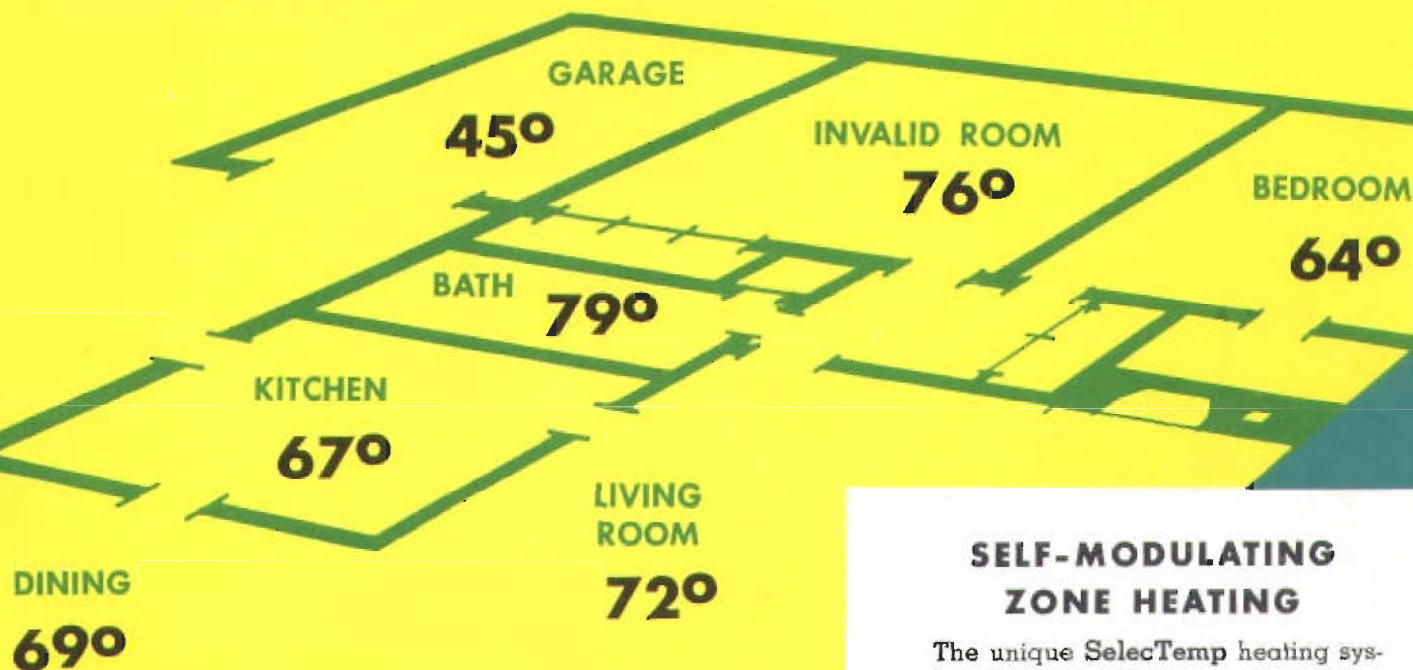 GARAGE
45°
INVALID ROOM
76°
BEDROOM
64°
BATH
79°
KITCHEN
67°
LIVING
ROOM
72°
DINING
69°
SELF-MODULATING
ZONE HEATING
The unique SelecTemp heating sys-